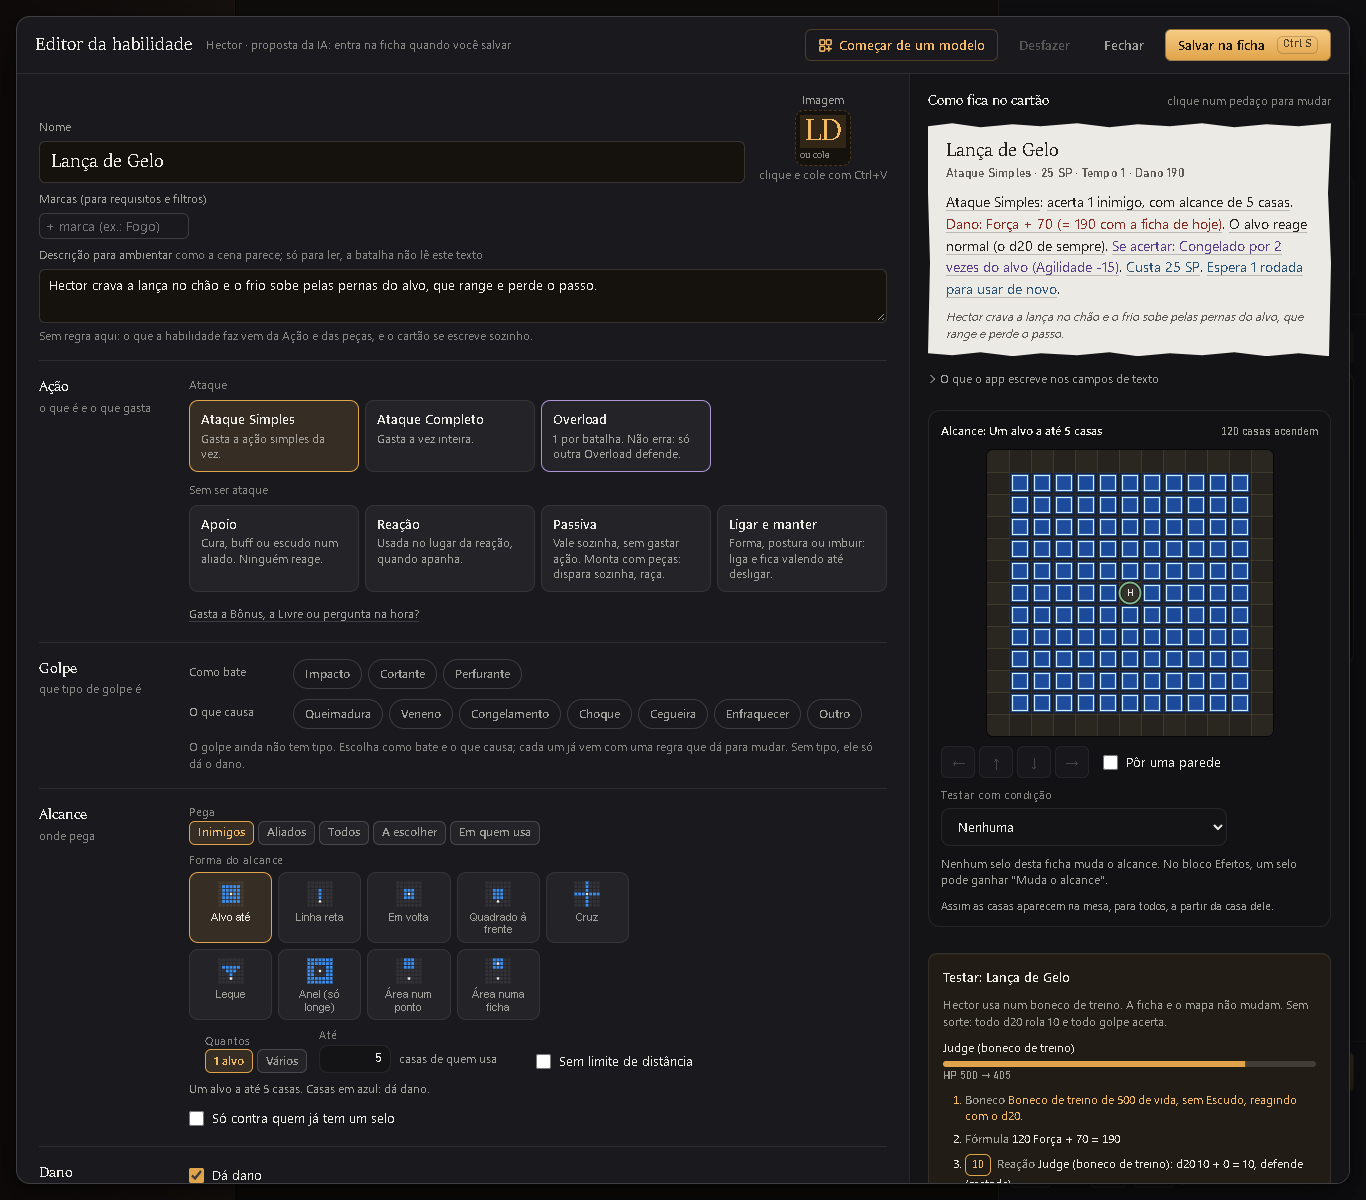 Editor da habilidade
Hector · proposta da IA: entra na ficha quando você salvar
Começar de um modelo
Desfazer
Fechar
Salvar na ficha Ctrl S
Imagem
LD
ou cole
clique e cole com Ctrl+V
Nome
Lança de Gelo
Marcas (para requisitos e filtros)
+ marca (ex.: Fogo)
Descrição para ambientar como a cena parece; só para ler, a batalha não lê este texto
Hector crava a lança no chão e o frio sobe pelas pernas do alvo, que range e perde o passo.
Sem regra aqui: o que a habilidade faz vem da Ação e das peças, e o cartão se escreve sozinho.
Ação
o que é e o que gasta
Ataque
Ataque Simples
Gasta a ação simples da
vez.
Ataque Completo
Gasta a vez inteira.
Overload
1 por batalha. Não erra: só
outra Overload defende.
Sem ser ataque
Apoio
Cura, buff ou escudo num
aliado. Ninguém reage.
Reação
Usada no lugar da reação,
quando apanha.
Passiva
Vale sozinha, sem gastar
ação. Monta com peças:
dispara sozinha, raça.
Ligar e manter
Forma, postura ou imbuir:
liga e fica valendo até
desligar.
Gasta a Bônus, a Livre ou pergunta na hora?
Golpe
que tipo de golpe é
Como bate
Impacto
Cortante
Perfurante
O que causa
Queimadura
Veneno
Congelamento
Choque
Cegueira
Enfraquecer
Outro
O golpe ainda não tem tipo. Escolha como bate e o que causa; cada um já vem com uma regra que dá para mudar. Sem tipo, ele só
dá o dano.
Alcance
onde pega
Pega
Inimigos
Aliados
Todos
A escolher
Em quem usa
Forma do alcance
Alvo até
Linha reta
Em volta
Quadrado à
frente
Cruz
Leque
Anel (só
longe)
Área num
ponto
Área numa
ficha
Quantos
1 alvo
Vários
Até
5
casas de quem usa
Sem limite de distância
Um alvo a até 5 casas. Casas em azul: dá dano.
Só contra quem já tem um selo
Dano
Dá dano
Como fica no cartão
clique num pedaço para mudar
Lança de Gelo
Ataque Simples · 25 SP · Tempo 1 · Dano 190
Ataque Simples: acerta 1 inimigo, com alcance de 5 casas.
Dano: Força + 70 (= 190 com a ficha de hoje). O alvo reage
normal (o d20 de sempre). Se acertar: Congelado por 2
vezes do alvo (Agilidade -15). Custa 25 SP. Espera 1 rodada
para usar de novo.
Hector crava a lança no chão e o frio sobe pelas pernas do alvo, que
range e perde o passo.
> O que o app escreve nos campos de texto
Alcance: Um alvo a até 5 casas
120 casas acendem
H
← ↑ ↓ →
Pôr uma parede
Testar com condição
Nenhuma
Nenhum selo desta ficha muda o alcance. No bloco Efeitos, um selo
pode ganhar "Muda o alcance".
Assim as casas aparecem na mesa, para todos, a partir da casa dele.
Testar: Lança de Gelo
Hector usa num boneco de treino. A ficha e o mapa não mudam. Sem
sorte: todo d20 rola 10 e todo golpe acerta.
Judge (boneco de treino)
HP 500 → 405
1. Boneco Boneco de treino de 500 de vida, sem Escudo, reagindo
com o d20.
2. Fórmula 120 Força + 70 = 190
3. 10 Reação Judge (boneco de treino): d20 10 + 0 = 10, defende